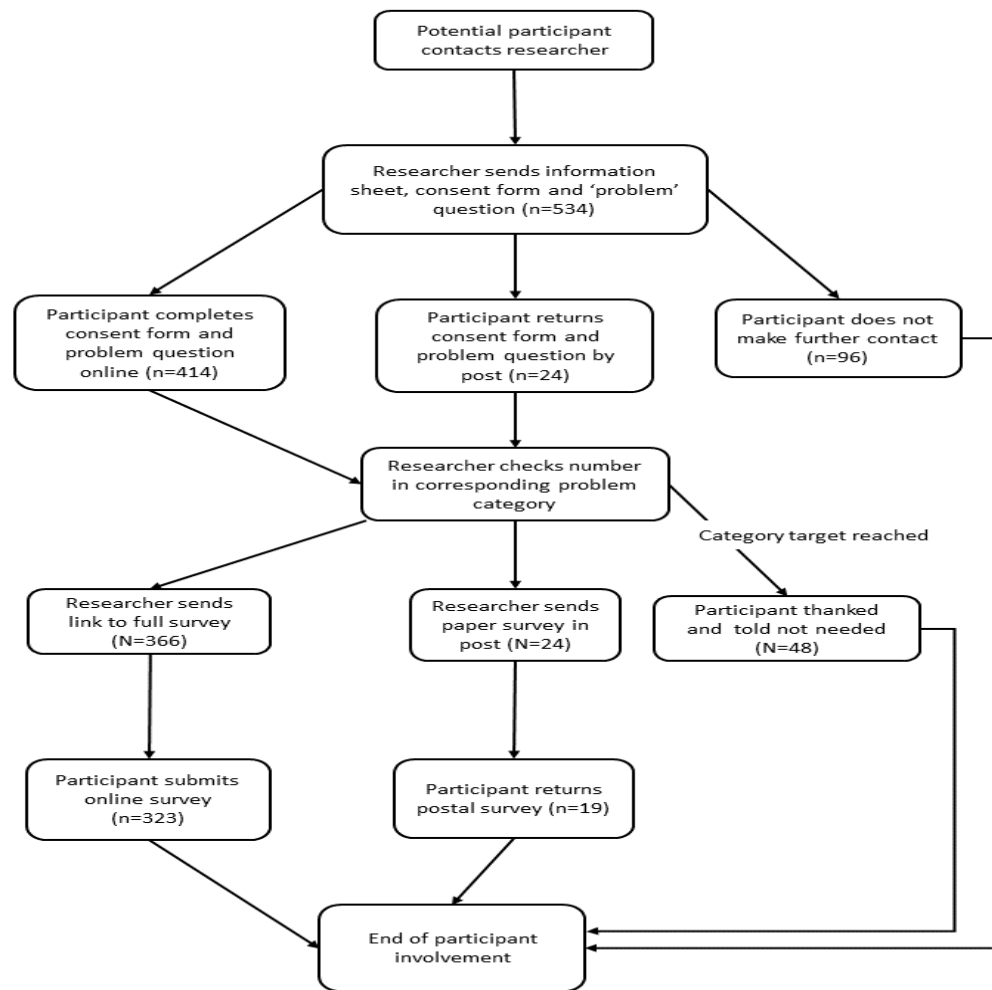 Potential participant
contacts researcher
Researcher sends information
sheet, consent form and ‘problem’
question (n=534)
Participant completes
consent form and
problem question
online (n=414)
Participant returns
consent form and
problem question by
post (n=24)
Participant does not
make further contact
(n=96)
Researcher checks number
in corresponding problem
category
Category target reached
Researcher sends
link to full survey
(N=366)
Researcher sends
paper survey in
post (N=24)
Participant thanked
and told not needed
(N=48)
Participant submits
online survey
(n=323)
Participant returns
postal survey (n=19)
End of participant
involvement